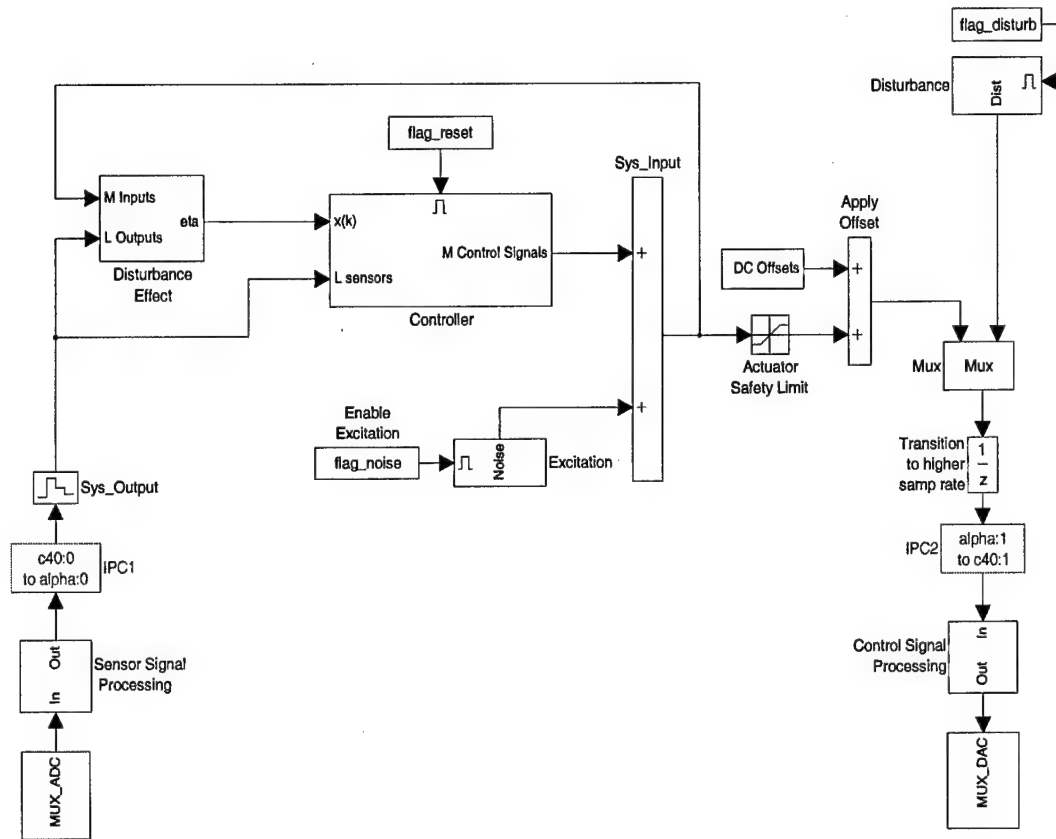 flag_disturb
Disturbance
Dist
flag_reset
Sys_Input
M Inputs
eta
L Outputs
Disturbance
Effect
x(k)
M Control Signals
L sensors
Controller
+
+
Apply
Offset
DC Offsets
+
+
Actuator
Safety Limit
Mux
Mux
Enable
Excitation
flag_noise
Noise
Excitation
Transition
to higher
samp rate
1
z
Sys_Output
c40:0
to alpha:0
IPC1
IPC2
alpha:1
to c40:1
Out
In
Sensor Signal
Processing
Control Signal
Processing
In
Out
MUX_ADC
MUX_DAC